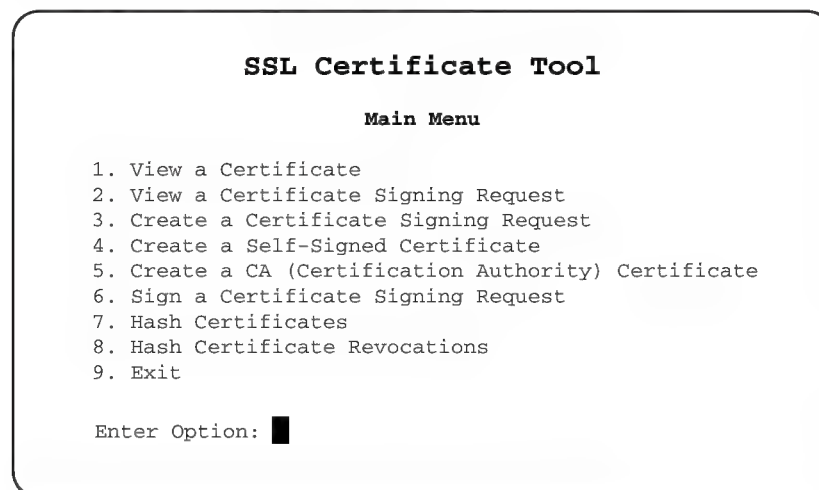 SSL Certificate Tool
Main Menu
1. View a Certificate
2. View a Certificate Signing Request
3. Create a Certificate Signing Request
4. Create a Self-Signed Certificate
5. Create a CA (Certification Authority) Certificate
6. Sign a Certificate Signing Request
7. Hash Certificates
8. Hash Certificate Revocations
9. Exit
Enter Option: